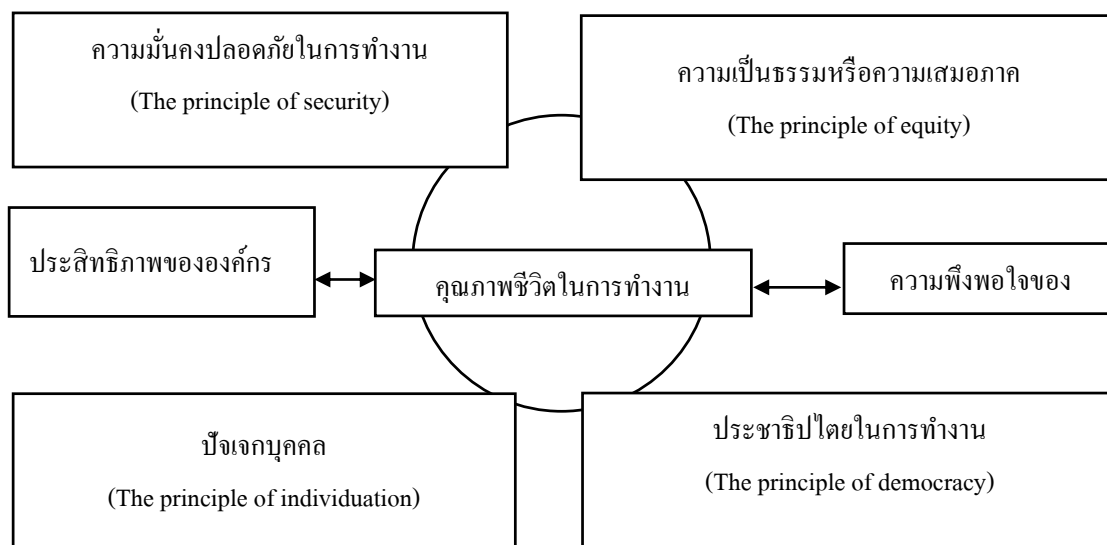 ความมั่นคงปลอดภัยในการทำงาน
(The principle of security)
ความเป็นธรรมหรือความเสมอภาค
(The principle of equity)
ประสิทธิภาพขององค์กร
คุณภาพชีวิตในการทำงาน
ความพึงพอใจของ
ปัจเจกบุคคล
(The principle of individuation)
ประชาธิปไตยในการทำงาน
(The principle of democracy)